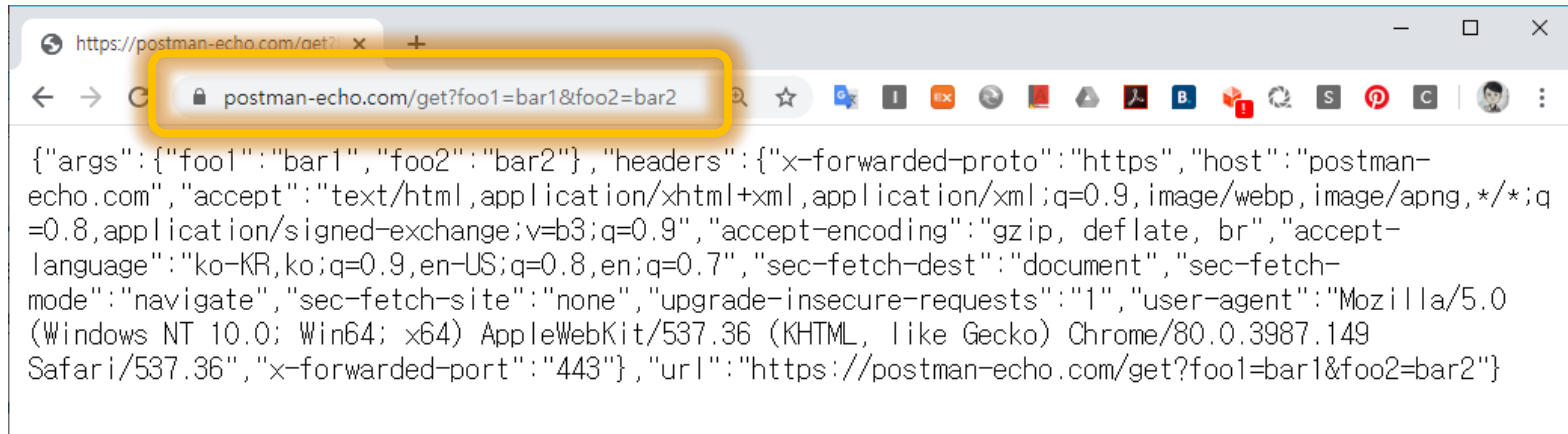 https://postman-echo.com/get?
postman-echo.com/get?foo1=bar1&foo2=bar2
I
EX
B.
S
C
{"args":{"foo1":"bar1","foo2":"bar2"},"headers":{"x-forwarded-proto":"https","host":"postman-
echo.com","accept":"text/html,application/xhtml+xml,application/xml;q=0.9,image/webp,image/apng,*/*;q
=0.8,application/signed-exchange;v=b3;q=0.9","accept-encoding":"gzip, deflate, br","accept-
language":"ko-KR,ko;q=0.9,en-US;q=0.8,en;q=0.7","sec-fetch-dest":"document","sec-fetch-
mode":"navigate","sec-fetch-site":"none","upgrade-insecure-requests":"1","user-agent":"Mozilla/5.0
(Windows NT 10.0; Win64; x64) AppleWebKit/537.36 (KHTML, like Gecko) Chrome/80.0.3987.149
Safari/537.36","x-forwarded-port":"443"},"url":"https://postman-echo.com/get?foo1=bar1&foo2=bar2"}